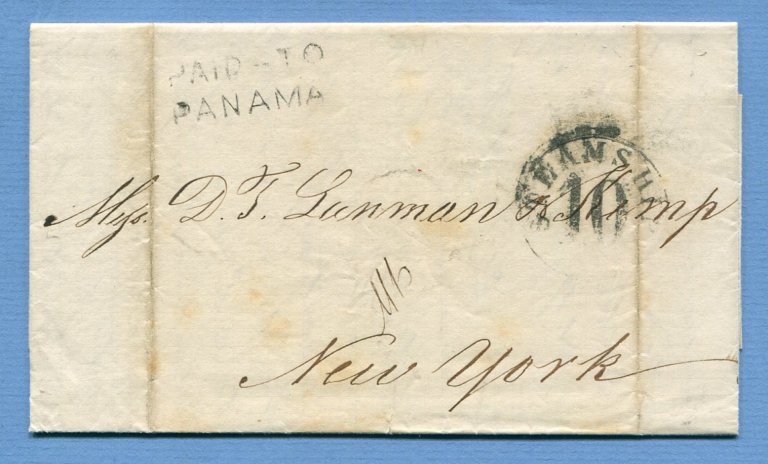 PAID-TO
PANAMA
STEAMSHIP
10
Mess. D. T. Lanman & Kemp
New York